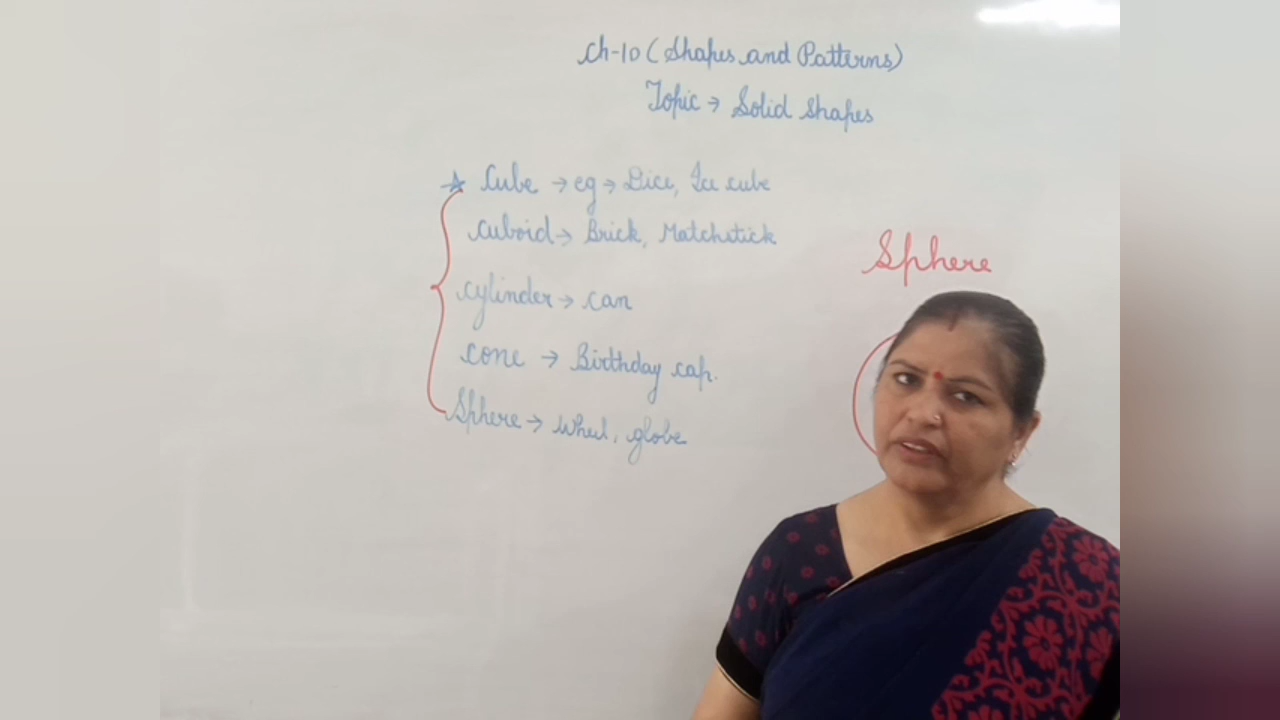 Ch-10 (Shapes and Patterns)
Topic → Solid Shapes
☆ Cube → eg → Dice, Ice cube
Cuboid → Brick, Matchstick
Cylinder → can
Cone → Birthday cap.
Sphere → Wheel, globe
Sphere